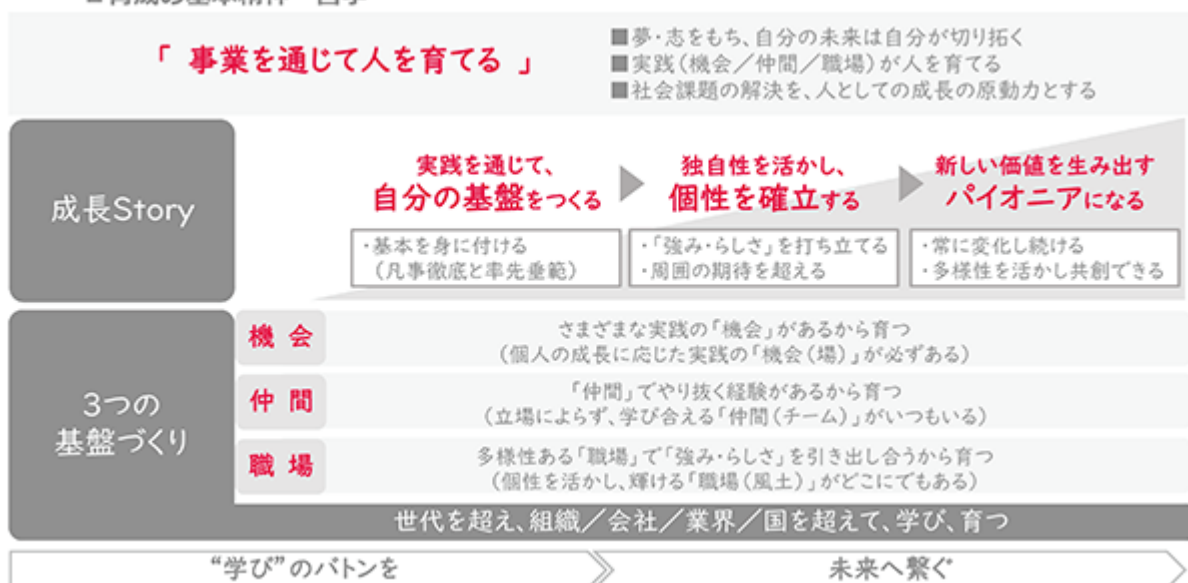 「 事業を通じて人を育てる 」
■夢・志をもち、自分の未来は自分が切り拓く
■実践（機会／仲間／職場）が人を育てる
■社会課題の解決を、人としての成長の原動力とする
成長Story
実践を通じて、
自分の基盤をつくる
・基本を身に付ける
（凡事徹底と率先垂範）
独自性を活かし、
個性を確立する
・「強み・らしさ」を打ち立てる
・周囲の期待を超える
新しい価値を生み出す
パイオニアになる
・常に変化し続ける
・多様性を活かし共創できる
3つの
基盤づくり
機 会
さまざまな実践の「機会」があるから育つ
（個人の成長に応じた実践の「機会（場）」が必ずある）
仲 間
「仲間」でやり抜く経験があるから育つ
（立場によらず、学び合える「仲間（チーム）」がいつもいる）
職 場
多様性ある「職場」で「強み・らしさ」を引き出し合うから育つ
（個性を活かし、輝ける「職場（風土）」がどこにでもある）
世代を超え、組織／会社／業界／国を超えて、学び、育つ
“学び”のバトンを
未来へ繋ぐ